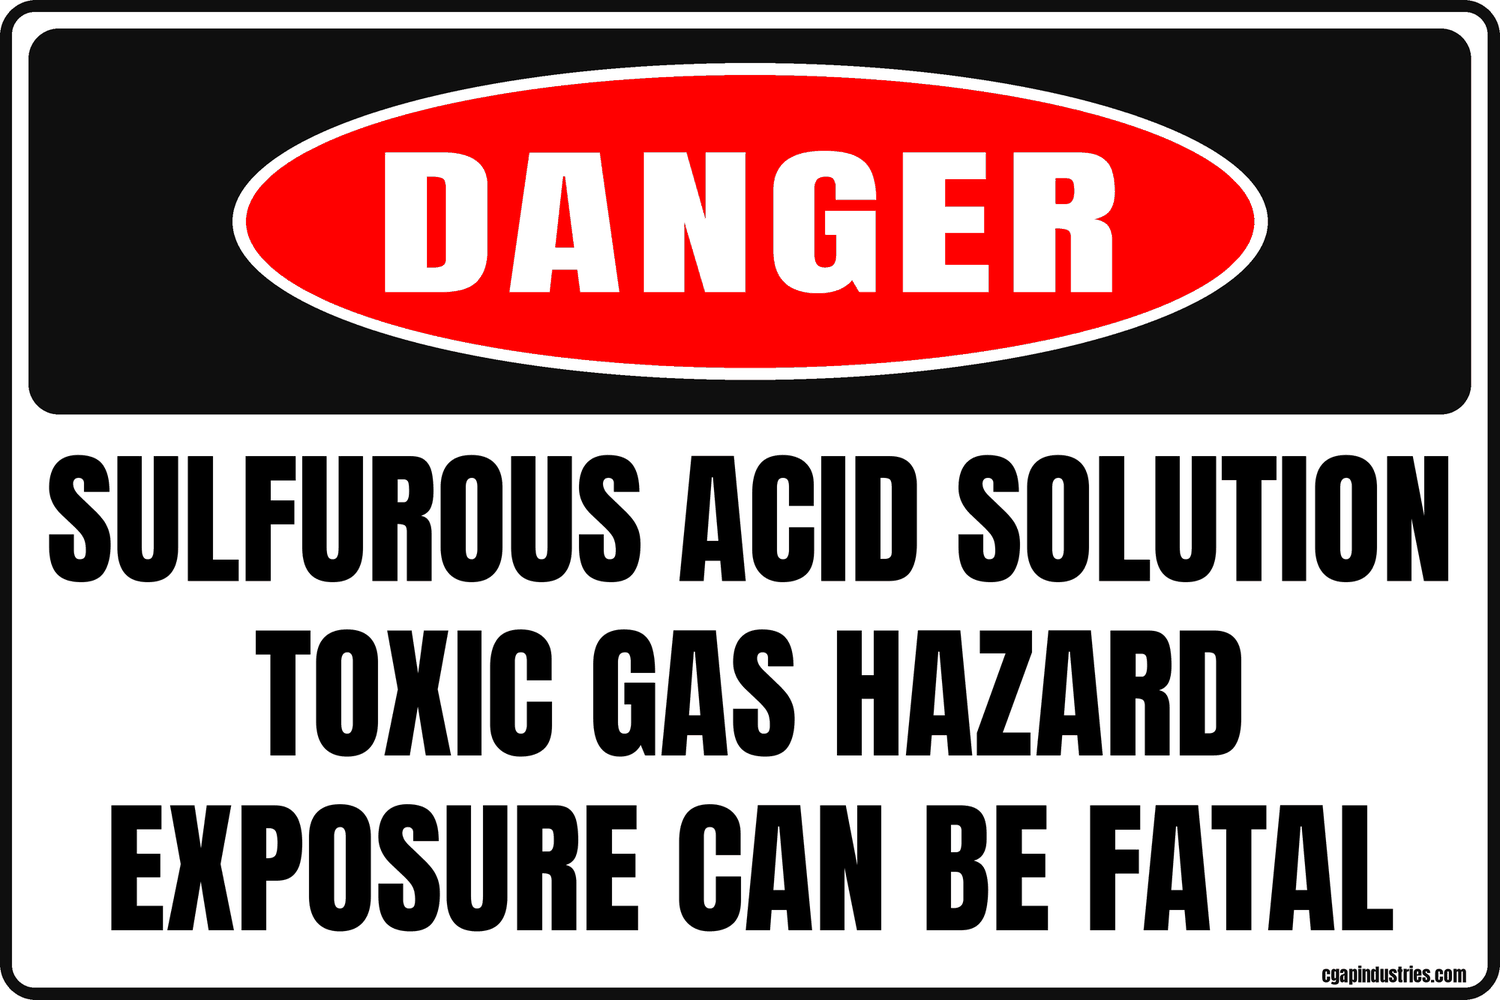 DANGER
SULFUROUS ACID SOLUTION
TOXIC GAS HAZARD
EXPOSURE CAN BE FATAL
cgapindustries.com